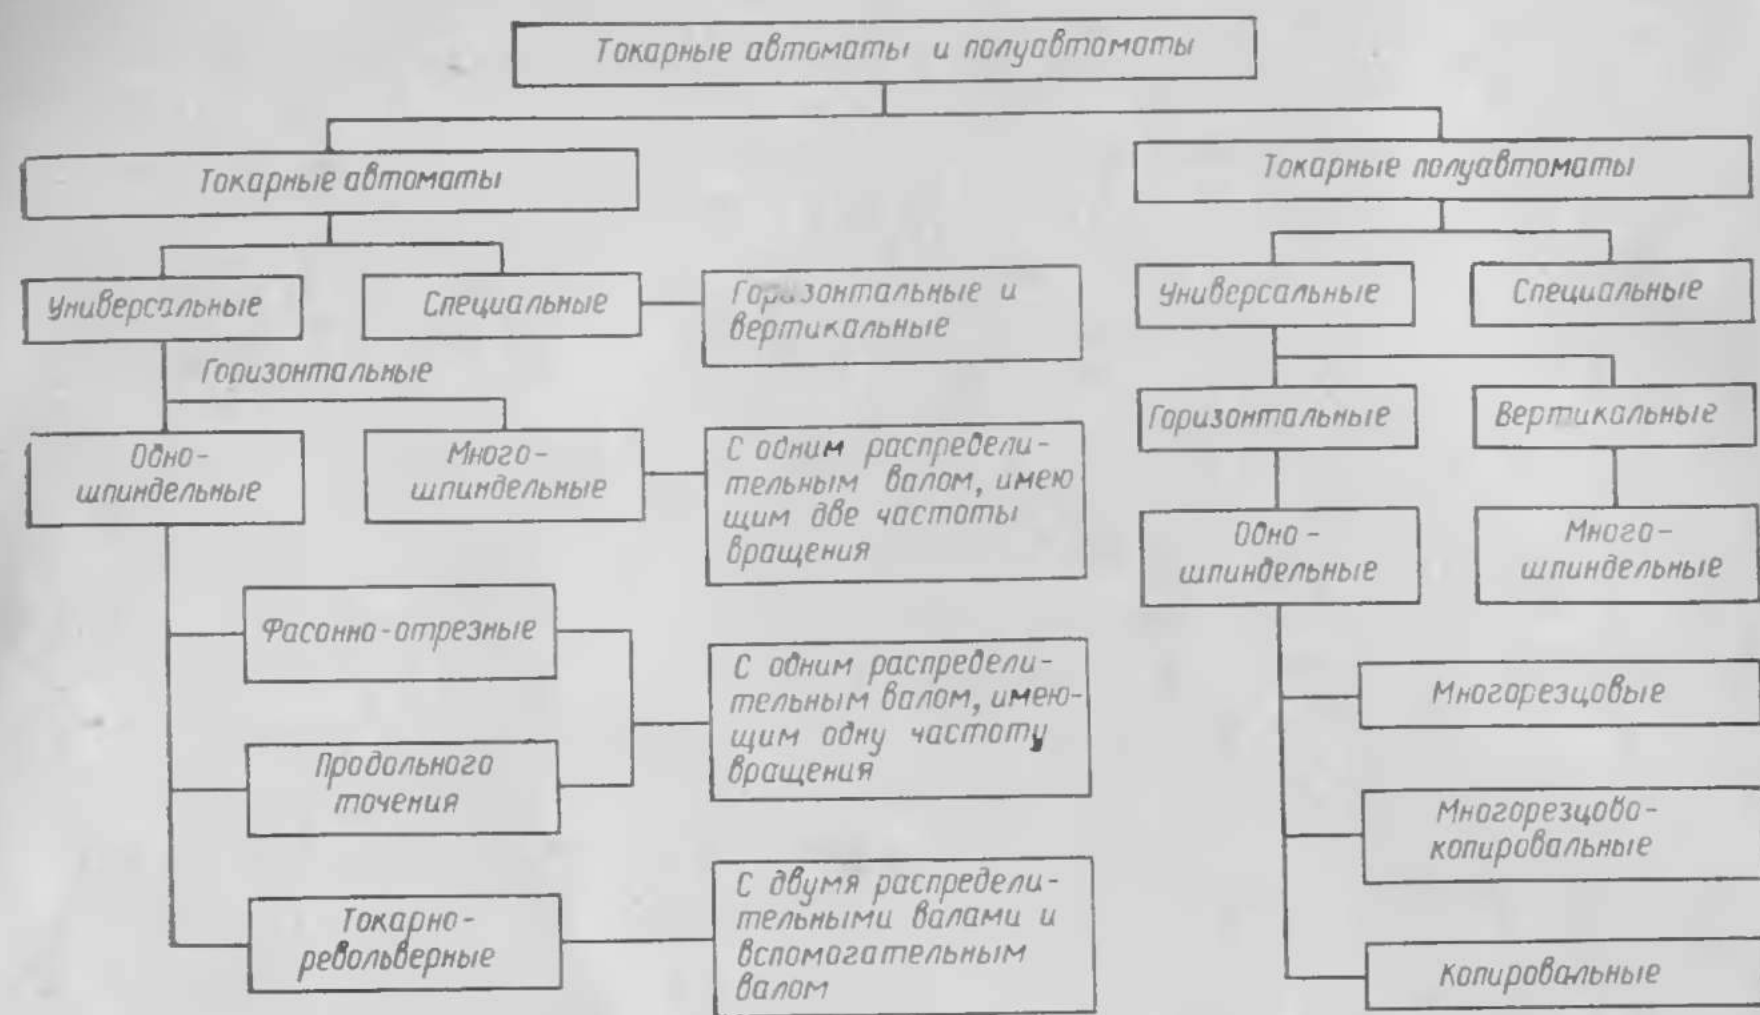 Токарные автоматы и полуавтоматы
Токарные автоматы
Токарные полуавтоматы
Универсальные
Специальные
Горизонтальные и
вертикальные
Универсальные
Специальные
Горизонтальные
Горизонтальные
Вертикальные
Одно-
шпиндельные
Много-
шпиндельные
С одним распредели-
тельным валом, имею
щим две частоты
вращения
Одно-
шпиндельные
Много-
шпиндельные
Фасонно-отрезные
С одним распредели-
тельным валом, имею-
щим одну частоту
вращения
Продольного
точения
Токарно-
револьверные
С двумя распредели-
тельными валами и
вспомогательным
валом
Многорезцовые
Многорезцово-
копировальные
Копировальные